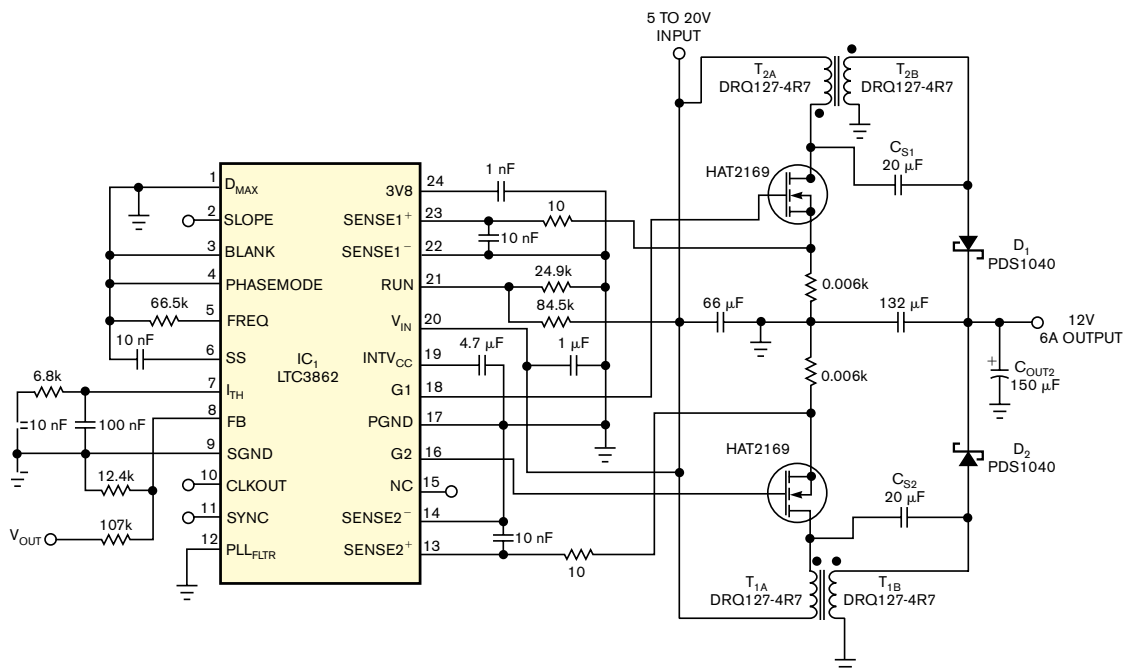 5 TO 20V
INPUT
T2A
DRQ127-4R7
T2B
DRQ127-4R7
CS1
20 µF
HAT2169
D1
PDS1040
0.006k
66 µF
132 µF
12V
6A OUTPUT
COUT2
+
150 µF
0.006k
HAT2169
D2
PDS1040
CS2
20 µF
T1A
DRQ127-4R7
T1B
DRQ127-4R7
IC1
LTC3862
1 DMAX
2 SLOPE
3 BLANK
4 PHASEMODE
5 FREQ
6 SS
7 ITH
8 FB
9 SGND
10 CLKOUT
11 SYNC
12 PLLFLTR
3V8 24
SENSE1+ 23
SENSE1− 22
RUN 21
VIN 20
INTVCC 19
G1 18
PGND 17
G2 16
NC 15
SENSE2− 14
SENSE2+ 13
1 nF
10
10 nF
24.9k
84.5k
4.7 µF
1 µF
10 nF
10
66.5k
10 nF
6.8k
10 nF
100 nF
12.4k
VOUT
107k